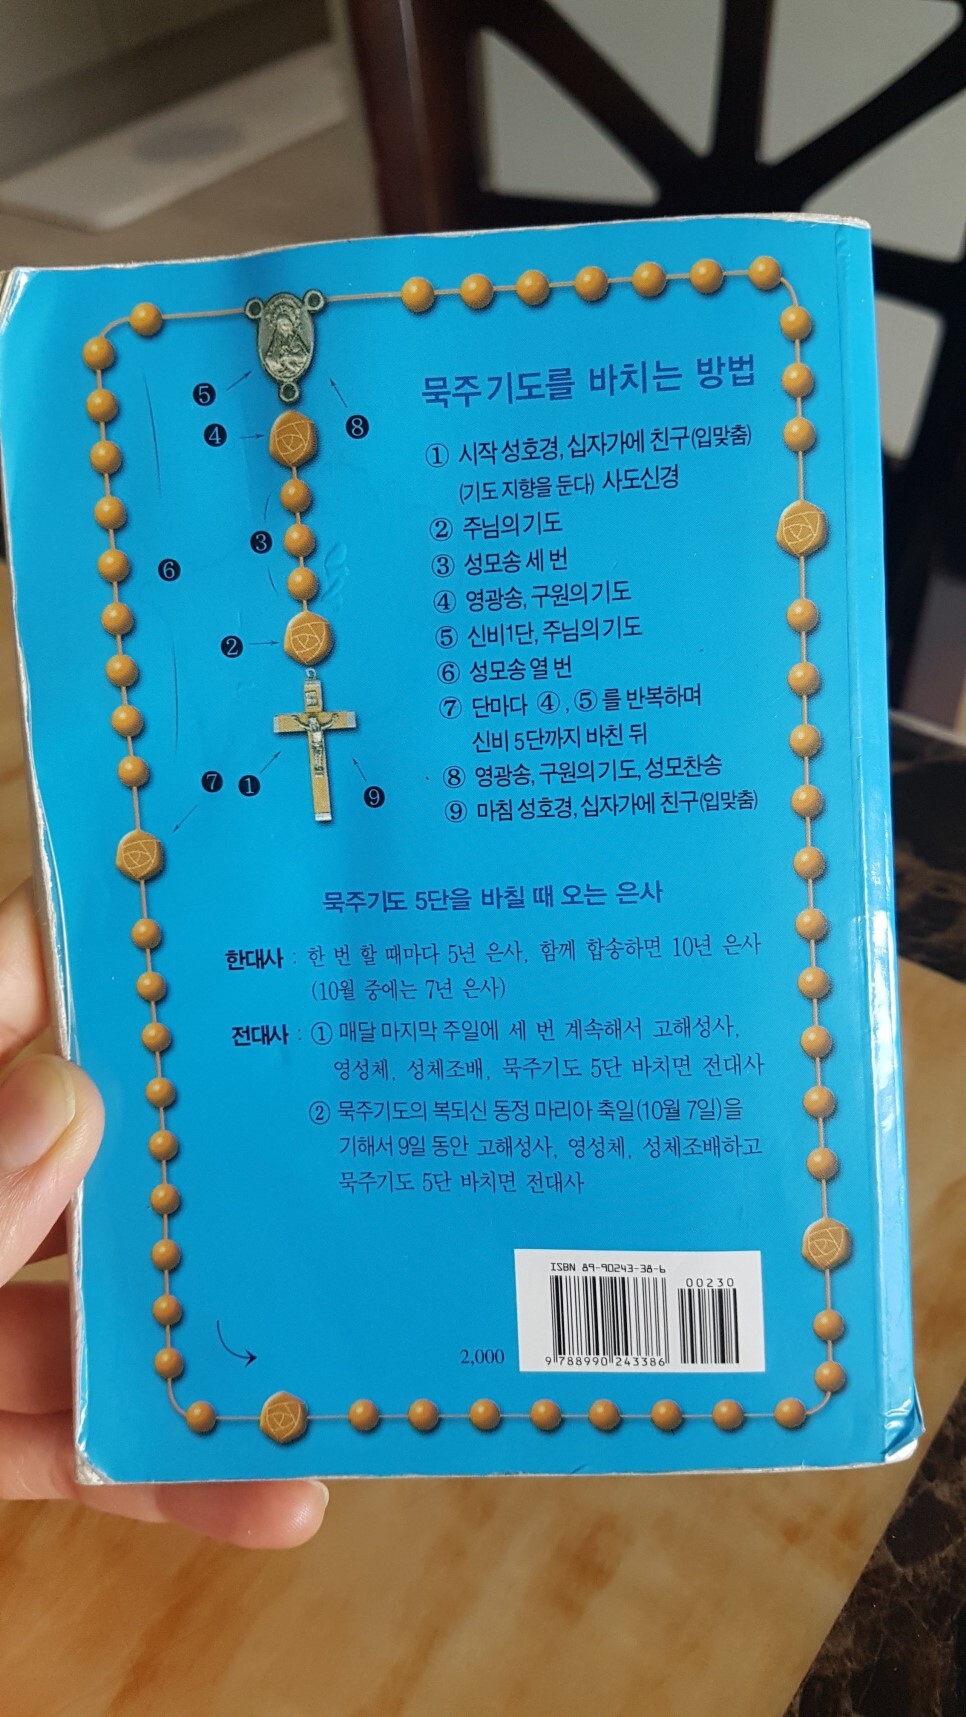 묵주 기도를 바치는 방법
① 시작 성호경, 십자가에 친구(입맞춤)
(기도 지향을 둔다) 사도신경
② 주님의 기도
③ 성모송 세 번
④ 영광송, 구원의 기도
⑤ 신비1단, 주님의 기도
⑥ 성모송 열 번
⑦ 단마다 ④, ⑤ 를 반복하며
신비 5단까지 바친 뒤
⑧ 영광송, 구원의 기도, 성모찬송
⑨ 마침 성호경, 십자가에 친구(입맞춤)
❺
❹
❽
❸
❻
❷
❼ ❶
❾
묵주기도 5단을 바칠 때 오는 은사
한대사 : 한 번 할 때마다 5년 은사, 함께 합송하면 10년 은사
(10월 중에는 7년 은사)
전대사 : ① 매달 마지막 주일에 세 번 계속해서 고해성사,
영성체, 성체조배, 묵주기도 5단 바치면 전대사
② 묵주기도의 복되신 동정 마리아 축일(10월 7일)을
기해서 9일 동안 고해성사, 영성체, 성체조배하고
묵주기도 5단 바치면 전대사
ISBN 89-90243-38-6
00230
9 788990 243386
2,000